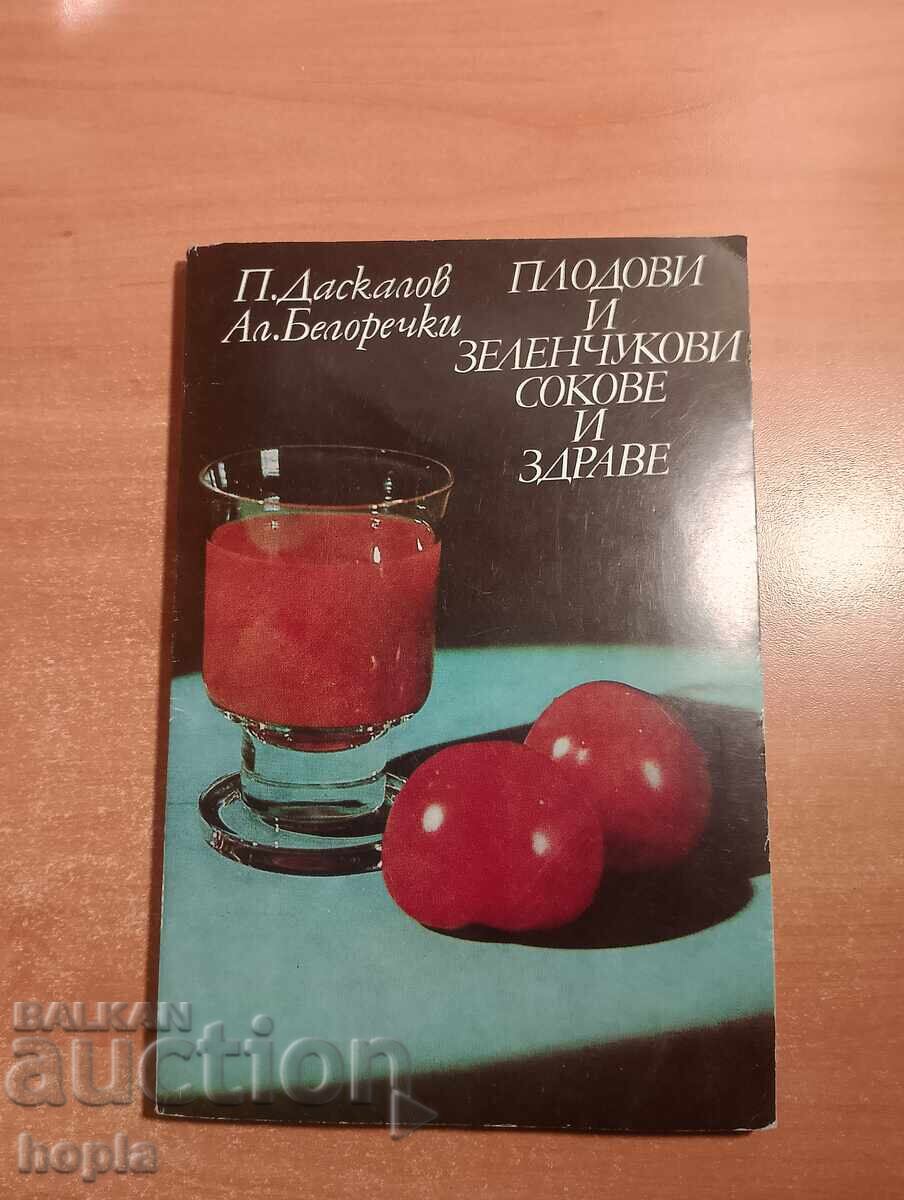 П. Даскалов
Ал. Белоречки
ПЛОДОВИ
И
ЗЕЛЕНЧУКОВИ
СОКОВЕ
И
ЗДРАВЕ
BALKAN
auction
hopla